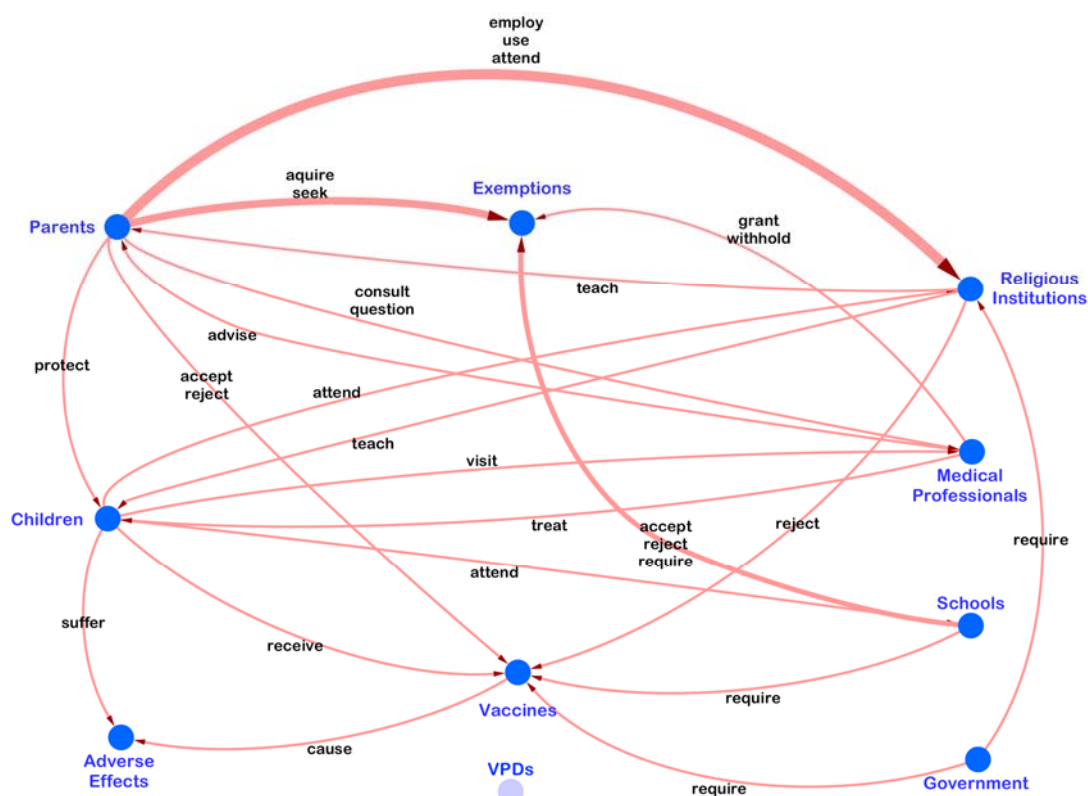 employ
use
attend
aquire
seek
Exemptions
Parents
grant
withhold
Religious
Institutions
teach
consult
question
advise
protect
accept
reject
attend
teach
visit
Medical
Professionals
Children
treat
accept
reject
require
reject
require
attend
Schools
suffer
receive
require
Vaccines
cause
Adverse
Effects
VPDs
Government
require